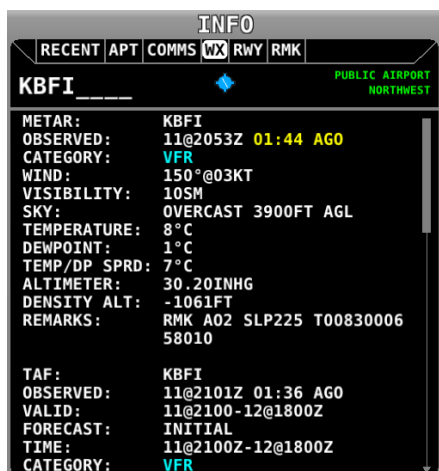 INFO
RECENT APT COMMS WX RWY RMK
KBFI____
PUBLIC AIRPORT
NORTHWEST
METAR: KBFI
OBSERVED: 11@2053Z 01:44 AGO
CATEGORY: VFR
WIND: 150°@03KT
VISIBILITY: 10SM
SKY: OVERCAST 3900FT AGL
TEMPERATURE: 8°C
DEWPOINT: 1°C
TEMP/DP SPRD: 7°C
ALTIMETER: 30.20INHG
DENSITY ALT: -1061FT
REMARKS: RMK AO2 SLP225 T00830006
58010
TAF: KBFI
OBSERVED: 11@2101Z 01:36 AGO
VALID: 11@2100-12@1800Z
FORECAST: INITIAL
TIME: 11@2100Z-12@1800Z
CATEGORY: VFR